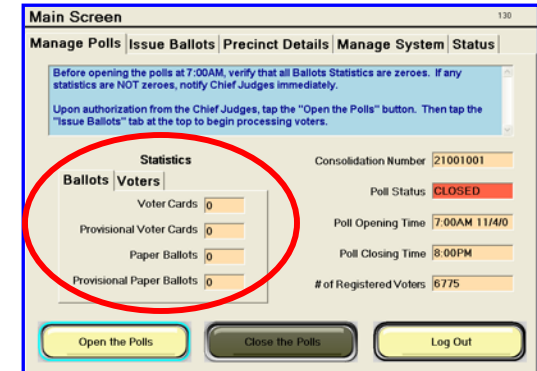 Main Screen 130
Manage Polls Issue Ballots Precinct Details Manage System Status
Before opening the polls at 7:00AM, verify that all Ballots Statistics are zeroes. If any
statistics are NOT zeroes, notify Chief Judges immediately.
Upon authorization from the Chief Judges, tap the "Open the Polls" button. Then tap the
"Issue Ballots" tab at the top to begin processing voters.
Statistics
Ballots Voters
Voter Cards 0
Provisional Voter Cards 0
Paper Ballots 0
Provisional Paper Ballots 0
Consolidation Number 21001001
Poll Status CLOSED
Poll Opening Time 7:00AM 11/4/0
Poll Closing Time 8:00PM
# of Registered Voters 6775
Open the Polls Close the Polls Log Out